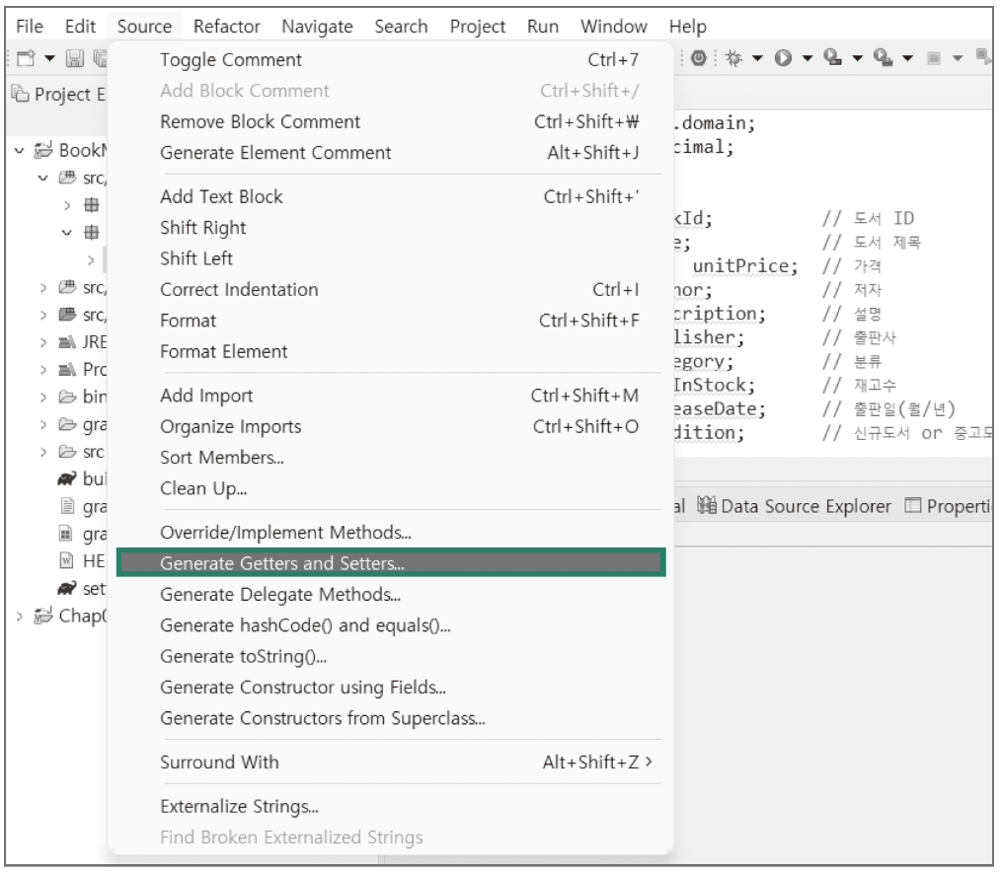 File Edit Source Refactor Navigate Search Project Run Window Help
Toggle Comment Ctrl+7
Add Block Comment Ctrl+Shift+/
Remove Block Comment Ctrl+Shift+₩
Generate Element Comment Alt+Shift+J
Add Text Block Ctrl+Shift+'
Shift Right
Shift Left
Correct Indentation Ctrl+I
Format Ctrl+Shift+F
Format Element
Add Import Ctrl+Shift+M
Organize Imports Ctrl+Shift+O
Sort Members...
Clean Up...
Override/Implement Methods...
Generate Getters and Setters...
Generate Delegate Methods...
Generate hashCode() and equals()...
Generate toString()...
Generate Constructor using Fields...
Generate Constructors from Superclass...
Surround With Alt+Shift+Z >
Externalize Strings...
Find Broken Externalized Strings
Project E
BookM
src/
src/
src/
JRE
Pro
bin
gra
src
bui
gra
gra
HE
set
Chap0
.domain;
cimal;
kId; // 도서 ID
e; // 도서 제목
unitPrice; // 가격
hor; // 저자
cription; // 설명
lisher; // 출판사
egory; // 분류
InStock; // 재고수
easeDate; // 출판일(월/년)
dition; // 신규도서 or 중고도
al Data Source Explorer Properti